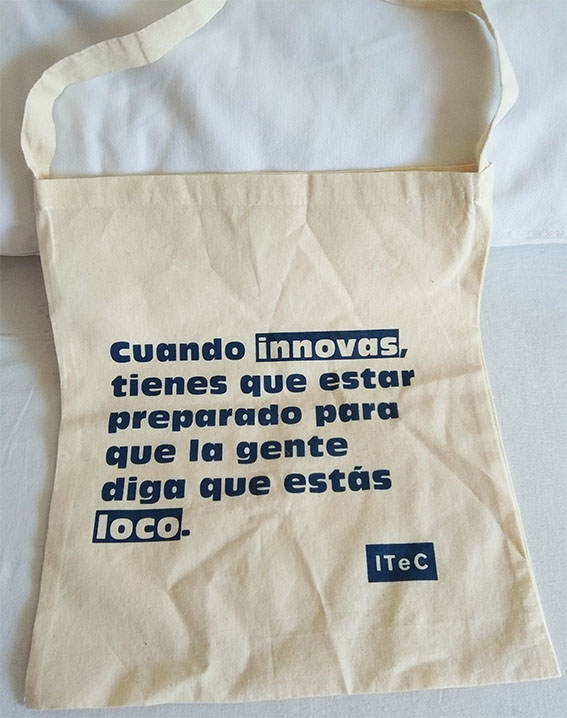 Cuando innovas,
tienes que estar
preparado para
que la gente
diga que estás
loco.
ITeC